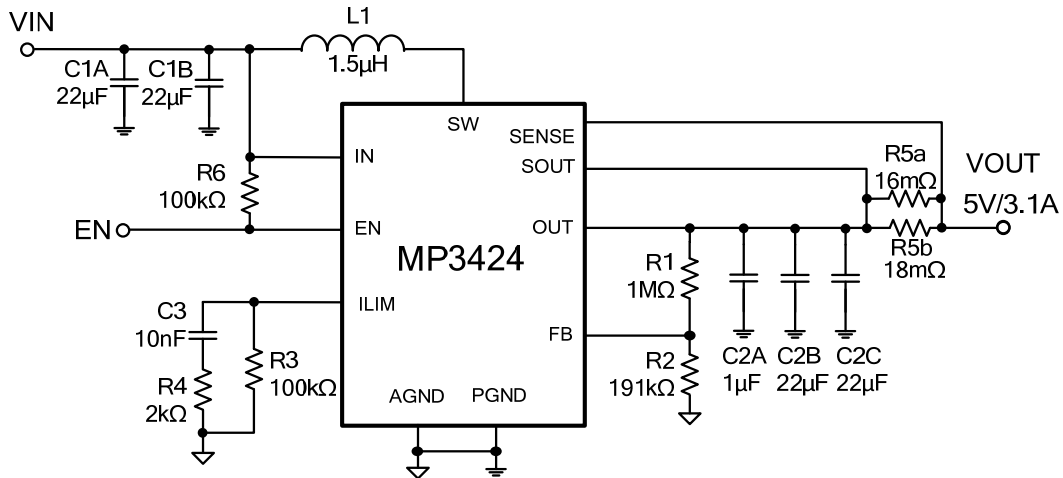 VIN
L1
1.5µH
C1A
22µF
C1B
22µF
SW
SENSE
SOUT
IN
R6
100kΩ
R5a
16mΩ
VOUT
5V/3.1A
EN
EN
OUT
R5b
18mΩ
MP3424
R1
1MΩ
C3
10nF
ILIM
FB
R4
2kΩ
R3
100kΩ
R2
191kΩ
C2A
1µF
C2B
22µF
C2C
22µF
AGND
PGND